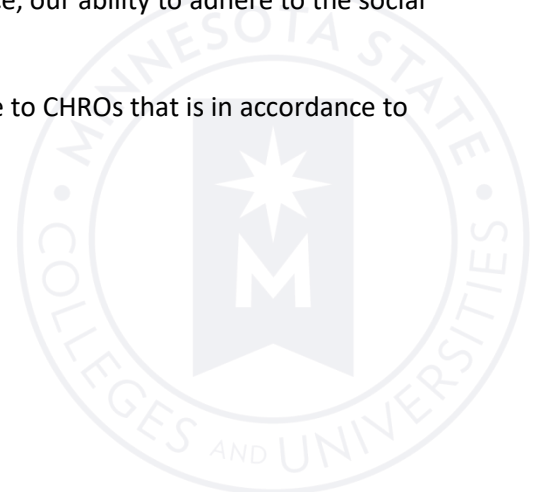 ce, our ability to adhere to the social
e to CHROs that is in accordance to
MINNESOTA STATE
M
COLLEGES AND UNIVERSITIES